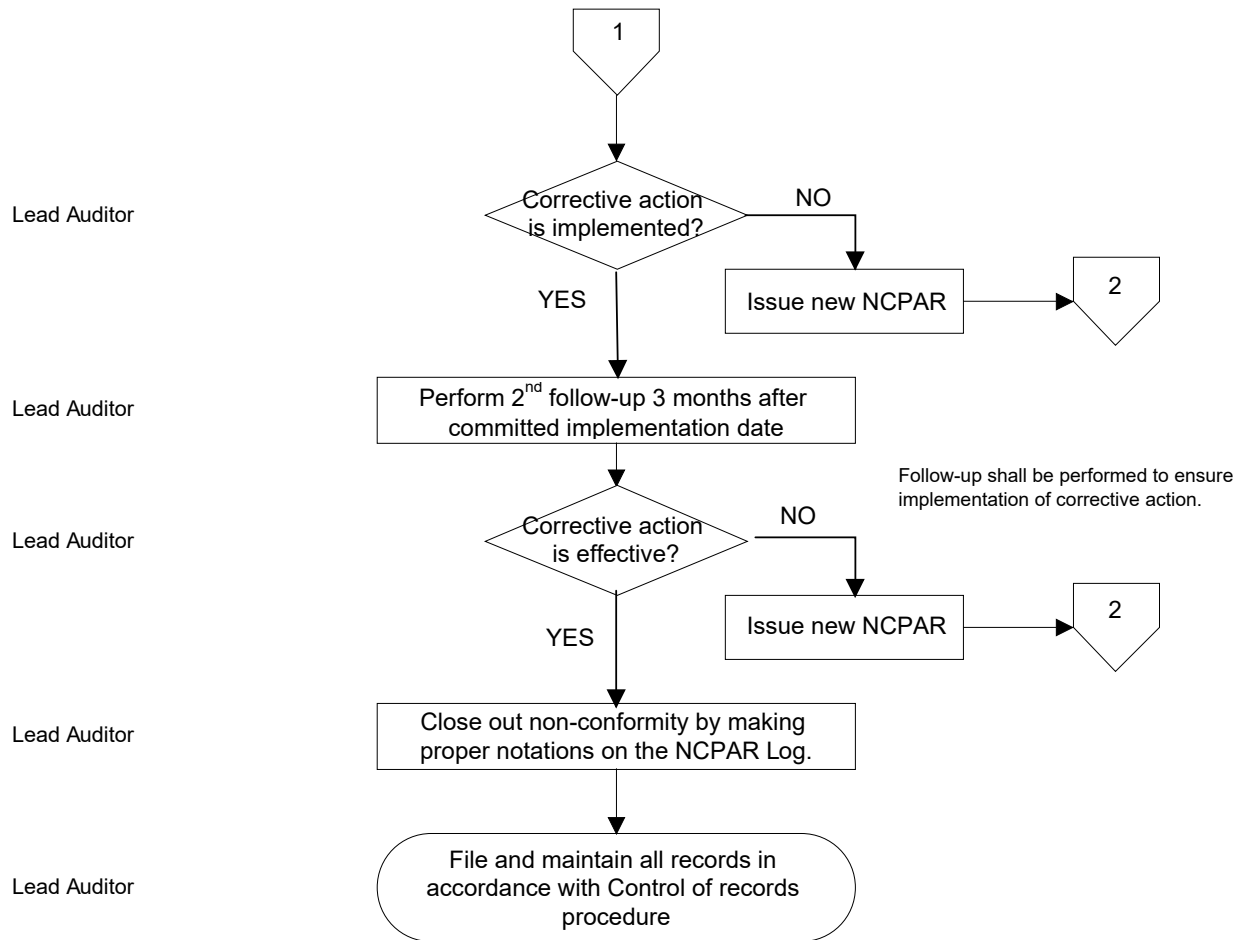 1
Lead Auditor
Corrective action
is implemented?
NO
YES
Issue new NCPAR
2
Lead Auditor
Perform 2nd follow-up 3 months after
committed implementation date
Follow-up shall be performed to ensure
implementation of corrective action.
Lead Auditor
Corrective action
is effective?
NO
YES
Issue new NCPAR
2
Lead Auditor
Close out non-conformity by making
proper notations on the NCPAR Log.
Lead Auditor
File and maintain all records in
accordance with Control of records
procedure